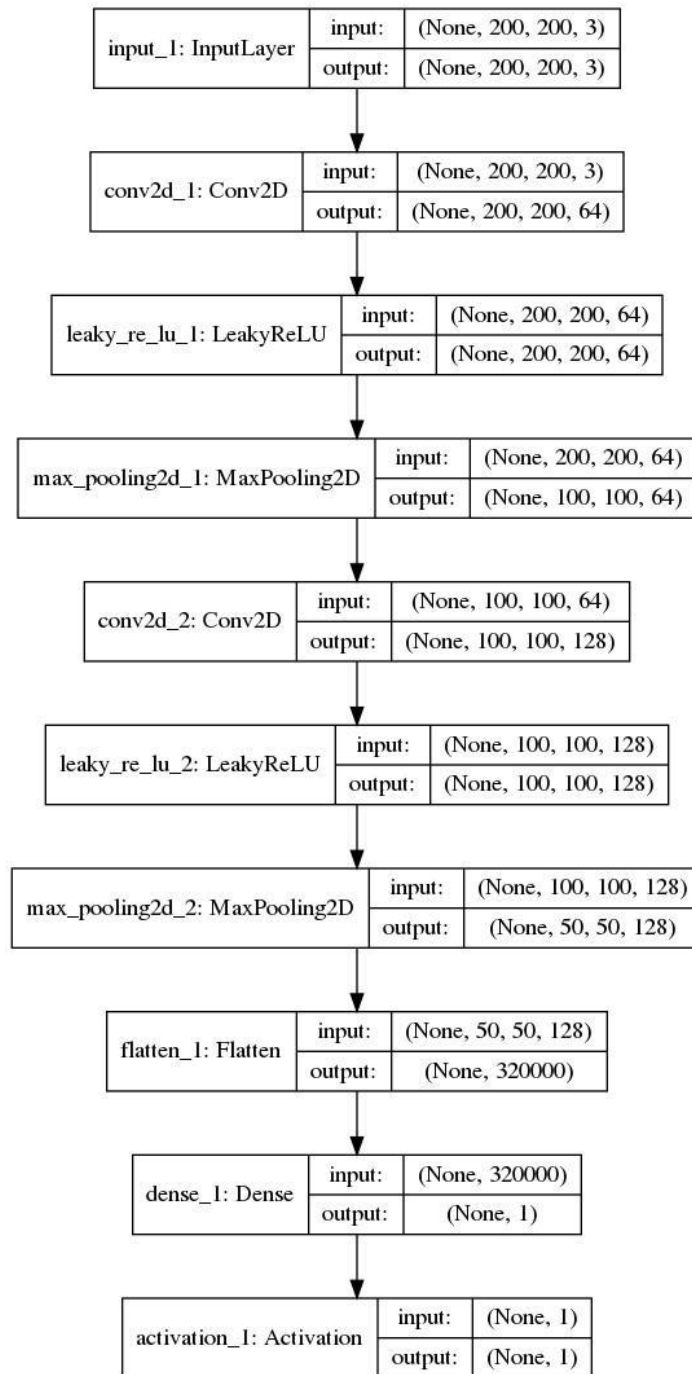 input_1: InputLayer
input: (None, 200, 200, 3)
output: (None, 200, 200, 3)
conv2d_1: Conv2D
input: (None, 200, 200, 3)
output: (None, 200, 200, 64)
leaky_re_lu_1: LeakyReLU
input: (None, 200, 200, 64)
output: (None, 200, 200, 64)
max_pooling2d_1: MaxPooling2D
input: (None, 200, 200, 64)
output: (None, 100, 100, 64)
conv2d_2: Conv2D
input: (None, 100, 100, 64)
output: (None, 100, 100, 128)
leaky_re_lu_2: LeakyReLU
input: (None, 100, 100, 128)
output: (None, 100, 100, 128)
max_pooling2d_2: MaxPooling2D
input: (None, 100, 100, 128)
output: (None, 50, 50, 128)
flatten_1: Flatten
input: (None, 50, 50, 128)
output: (None, 320000)
dense_1: Dense
input: (None, 320000)
output: (None, 1)
activation_1: Activation
input: (None, 1)
output: (None, 1)